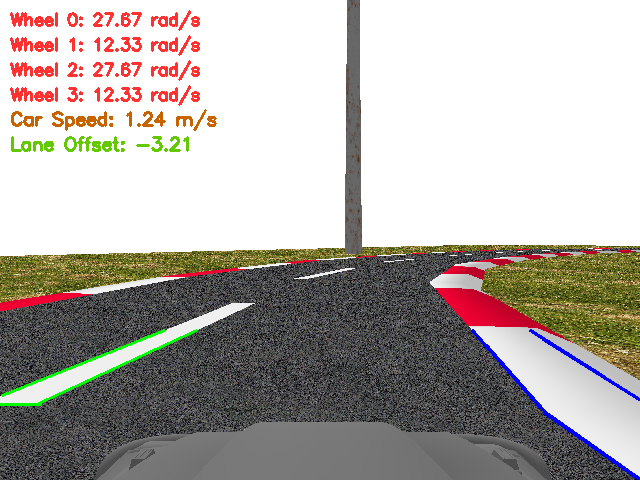 Wheel 0: 27.67 rad/s
Wheel 1: 12.33 rad/s
Wheel 2: 27.67 rad/s
Wheel 3: 12.33 rad/s
Car Speed: 1.24 m/s
Lane Offset: -3.21